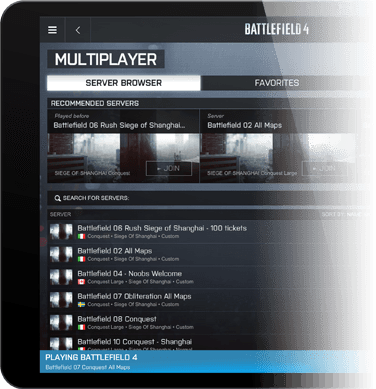 BATTLEFIELD 4
MULTIPLAYER
SERVER BROWSER
FAVORITES
RECOMMENDED SERVERS
Played before
Server
Battlefield 06 Rush Siege of Shanghai...
Battlefield 02 All Maps
+ JOIN
+ JOIN
SIEGE OF SHANGHAI Conquest
SIEGE OF SHANGHAI Conquest Large
SEARCH FOR SERVERS:
SERVER
SORT BY:
Battlefield 06 Rush Siege of Shanghai - 100 tickets
Conquest • Siege Of Shanghai • Custom
Battlefield 02 All Maps
Conquest Large • Siege Of Shanghai • Custom
Battlefield 04 - Noobs Welcome
Conquest Large • Siege Of Shanghai • Custom
Battlefield 07 Obliteration All Maps
Conquest • Siege Of Shanghai • Custom
Battlefield 08 Conquest
Conquest Large • Siege Of Shanghai • Custom
Battlefield 10 Conquest - Shanghai
PLAYING BATTLEFIELD 4
Battlefield 07 Conquest All Maps